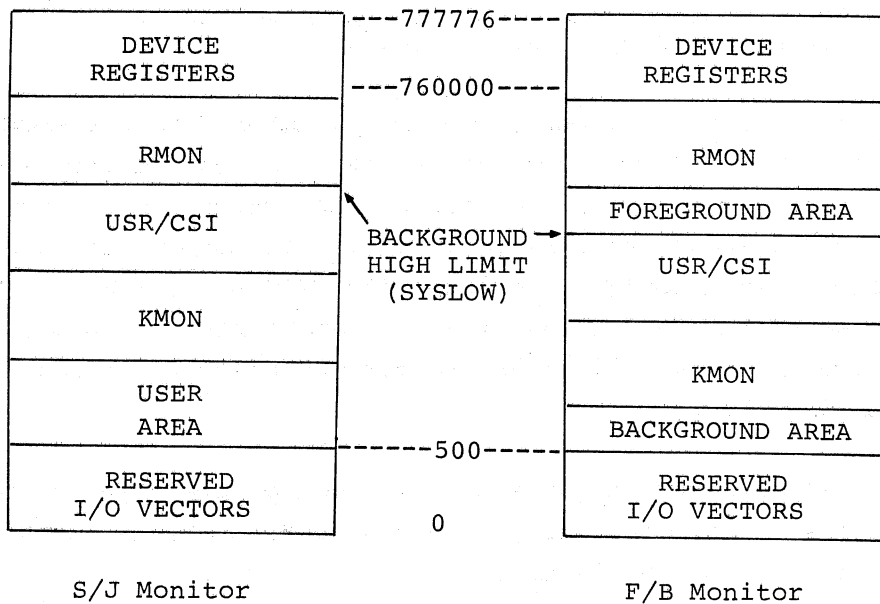 DEVICE
REGISTERS
RMON
USR/CSI
KMON
USER
AREA
RESERVED
I/O VECTORS
S/J Monitor
777776
760000
BACKGROUND
HIGH LIMIT
(SYSLOW)
500
0
DEVICE
REGISTERS
RMON
FOREGROUND AREA
USR/CSI
KMON
BACKGROUND AREA
RESERVED
I/O VECTORS
F/B Monitor